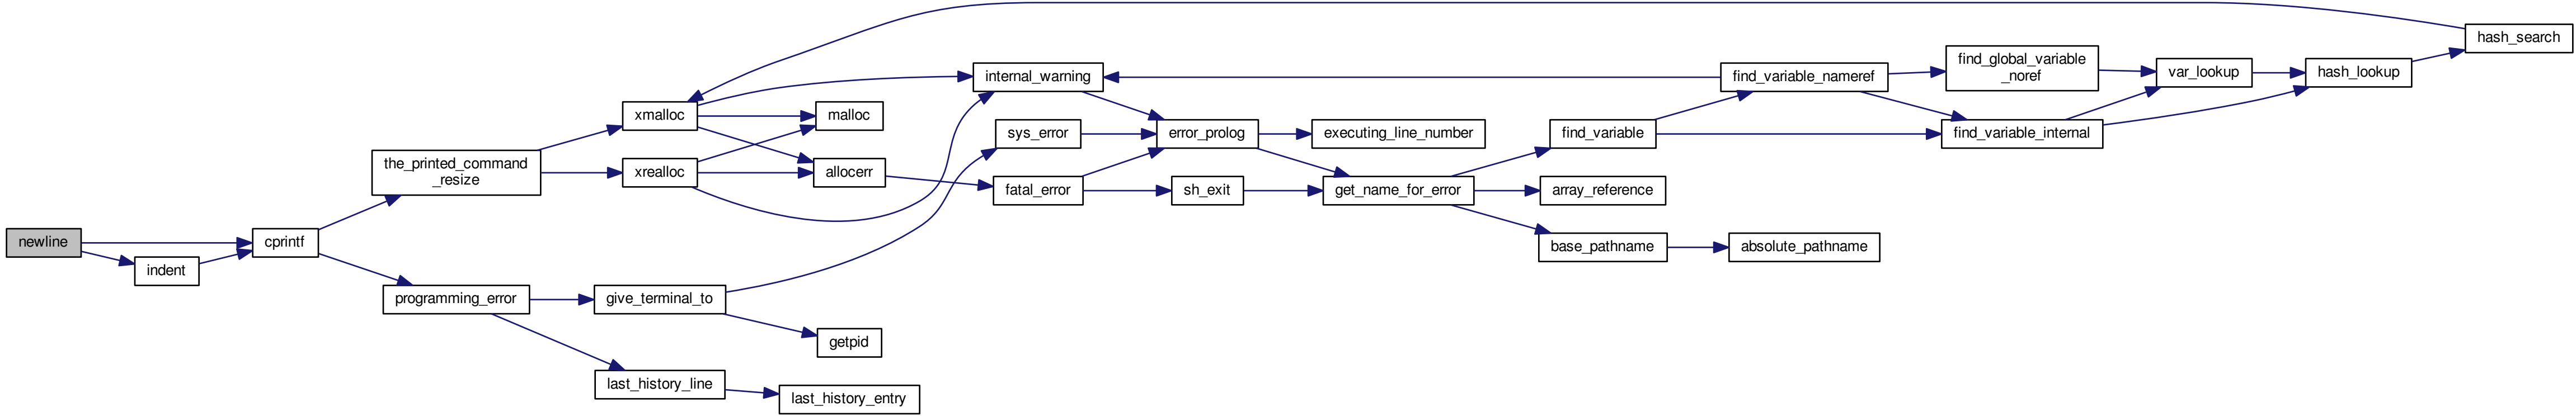 newline
indent
cprintf
the_printed_command
_resize
programming_error
xmalloc
xrealloc
give_terminal_to
last_history_line
malloc
allocerr
getpid
last_history_entry
internal_warning
sys_error
fatal_error
error_prolog
sh_exit
executing_line_number
get_name_for_error
find_variable
array_reference
base_pathname
find_variable_nameref
absolute_pathname
find_global_variable
_noref
find_variable_internal
var_lookup
hash_lookup
hash_search